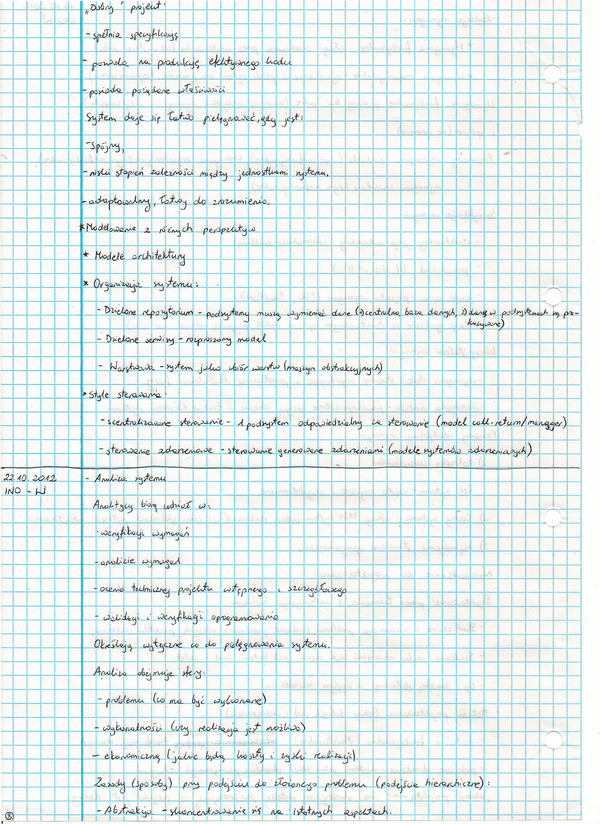 „Dobry" projekt:
- spełnia specyfikację
- pozwala na produkcję efektywnego kodu
- posiada pożądane właściwości
System daje się łatwo pielęgnować, gdy jest:
- Spójny,
- niski stopień zależności między jednostkami systemu,
- adaptowalny, łatwy do zrozumienia.
* Modelowanie z różnych perspektyw
* Modele architektury
* Organizacja systemu:
- Dzielone repozytorium - podsystemy muszą wymieniać dane (1) centralna baza danych, 2) dane w podsystemach są prze-
kazywane)
- Dzielone serwisy - rozproszony model
- Warstwowa - system jako zbiór warstw (maszyn abstrakcyjnych)
* Style sterowania
- scentralizowane sterowanie - 1 podsystem odpowiedzialny za sterowanie (model call-return/manager)
- sterowanie zdarzeniowe - sterowanie generowane zdarzeniami (modele systemów zdarzeniowych)
22.10.2012 - Analiza systemu
INO - W
Analitycy biorą udział w:
- weryfikacji wymagań
- analizie wymagań
- ocenie technicznej projektu wstępnego i szczegółowego
- walidacji i weryfikacji oprogramowania
Określają wytyczne co do pielęgnowania systemu.
Analiza obejmuje sfery:
- problemu (co ma być wykonane)
- wykonalności (czy realizacja jest możliwa)
- ekonomiczną (jakie będą koszty i zyski realizacji)
Zasady (sposoby) przy podejściu do złożonego problemu (podejście hierarchiczne):
- Abstrakcja - skoncentrowanie się na istotnych aspektach.